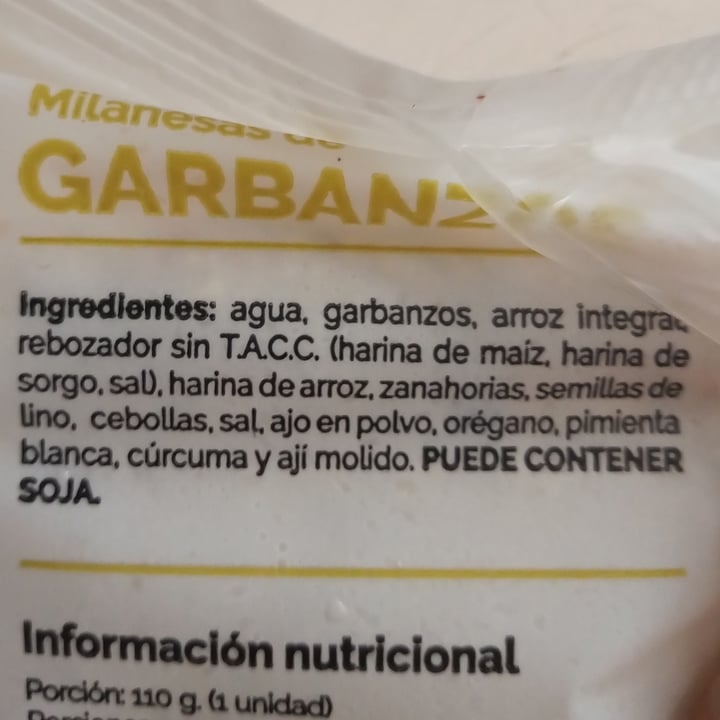 Milanesas de
GARBANZOS
Ingredientes: agua, garbanzos, arroz integral,
rebozador sin T.A.C.C. (harina de maíz, harina de
sorgo, sal), harina de arroz, zanahorias, semillas de
lino, cebollas, sal, ajo en polvo, orégano, pimienta
blanca, cúrcuma y ají molido. PUEDE CONTENER
SOJA.
Información nutricional
Porción: 110 g. (1 unidad)